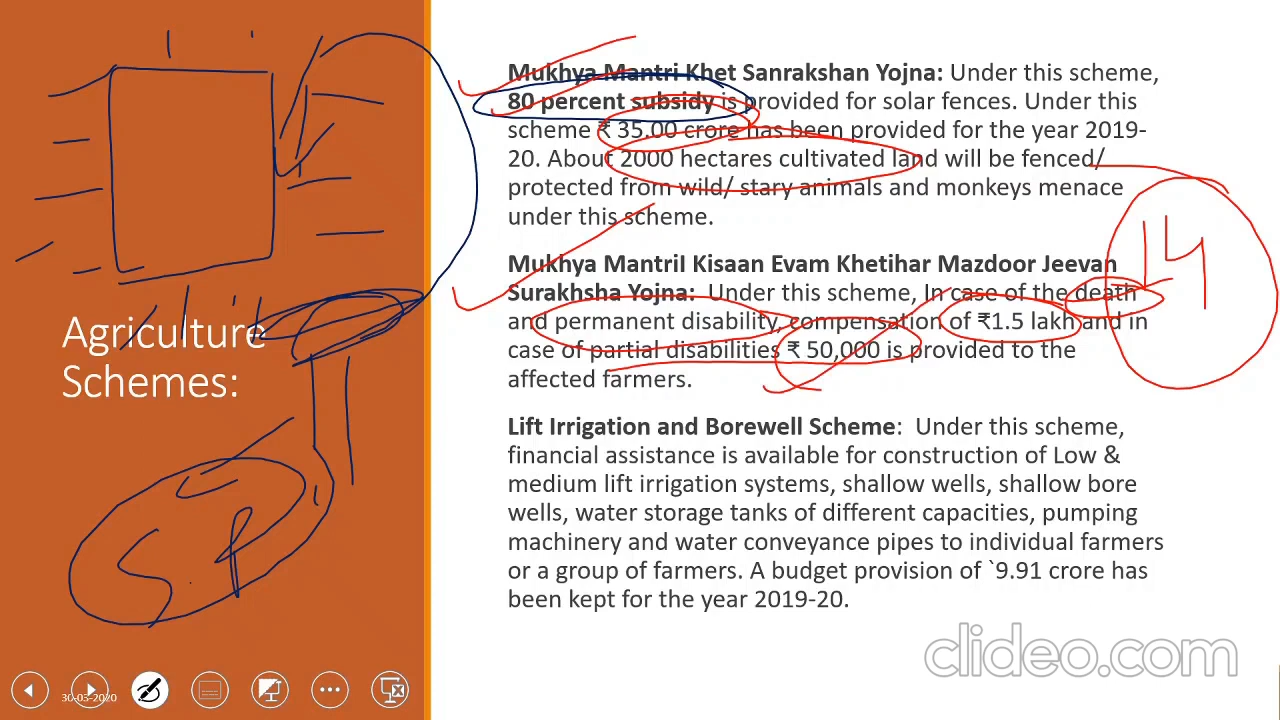 Agriculture
Schemes:
Mukhya Mantri Khet Sanrakshan Yojna: Under this scheme,
80 percent subsidy is provided for solar fences. Under this
scheme ₹ 35.00 crore has been provided for the year 2019-
20. About 2000 hectares cultivated land will be fenced/
protected from wild/ stary animals and monkeys menace
under this scheme.
Mukhya MantriI Kisaan Evam Khetihar Mazdoor Jeevan
Surakhsha Yojna: Under this scheme, In case of the death
and permanent disability, compensation of ₹1.5 lakh and in
case of partial disabilities ₹ 50,000 is provided to the
affected farmers.
Lift Irrigation and Borewell Scheme: Under this scheme,
financial assistance is available for construction of Low &
medium lift irrigation systems, shallow wells, shallow bore
wells, water storage tanks of different capacities, pumping
machinery and water conveyance pipes to individual farmers
or a group of farmers. A budget provision of `9.91 crore has
been kept for the year 2019-20.
14
S.P
30-03-2020
clideo.com